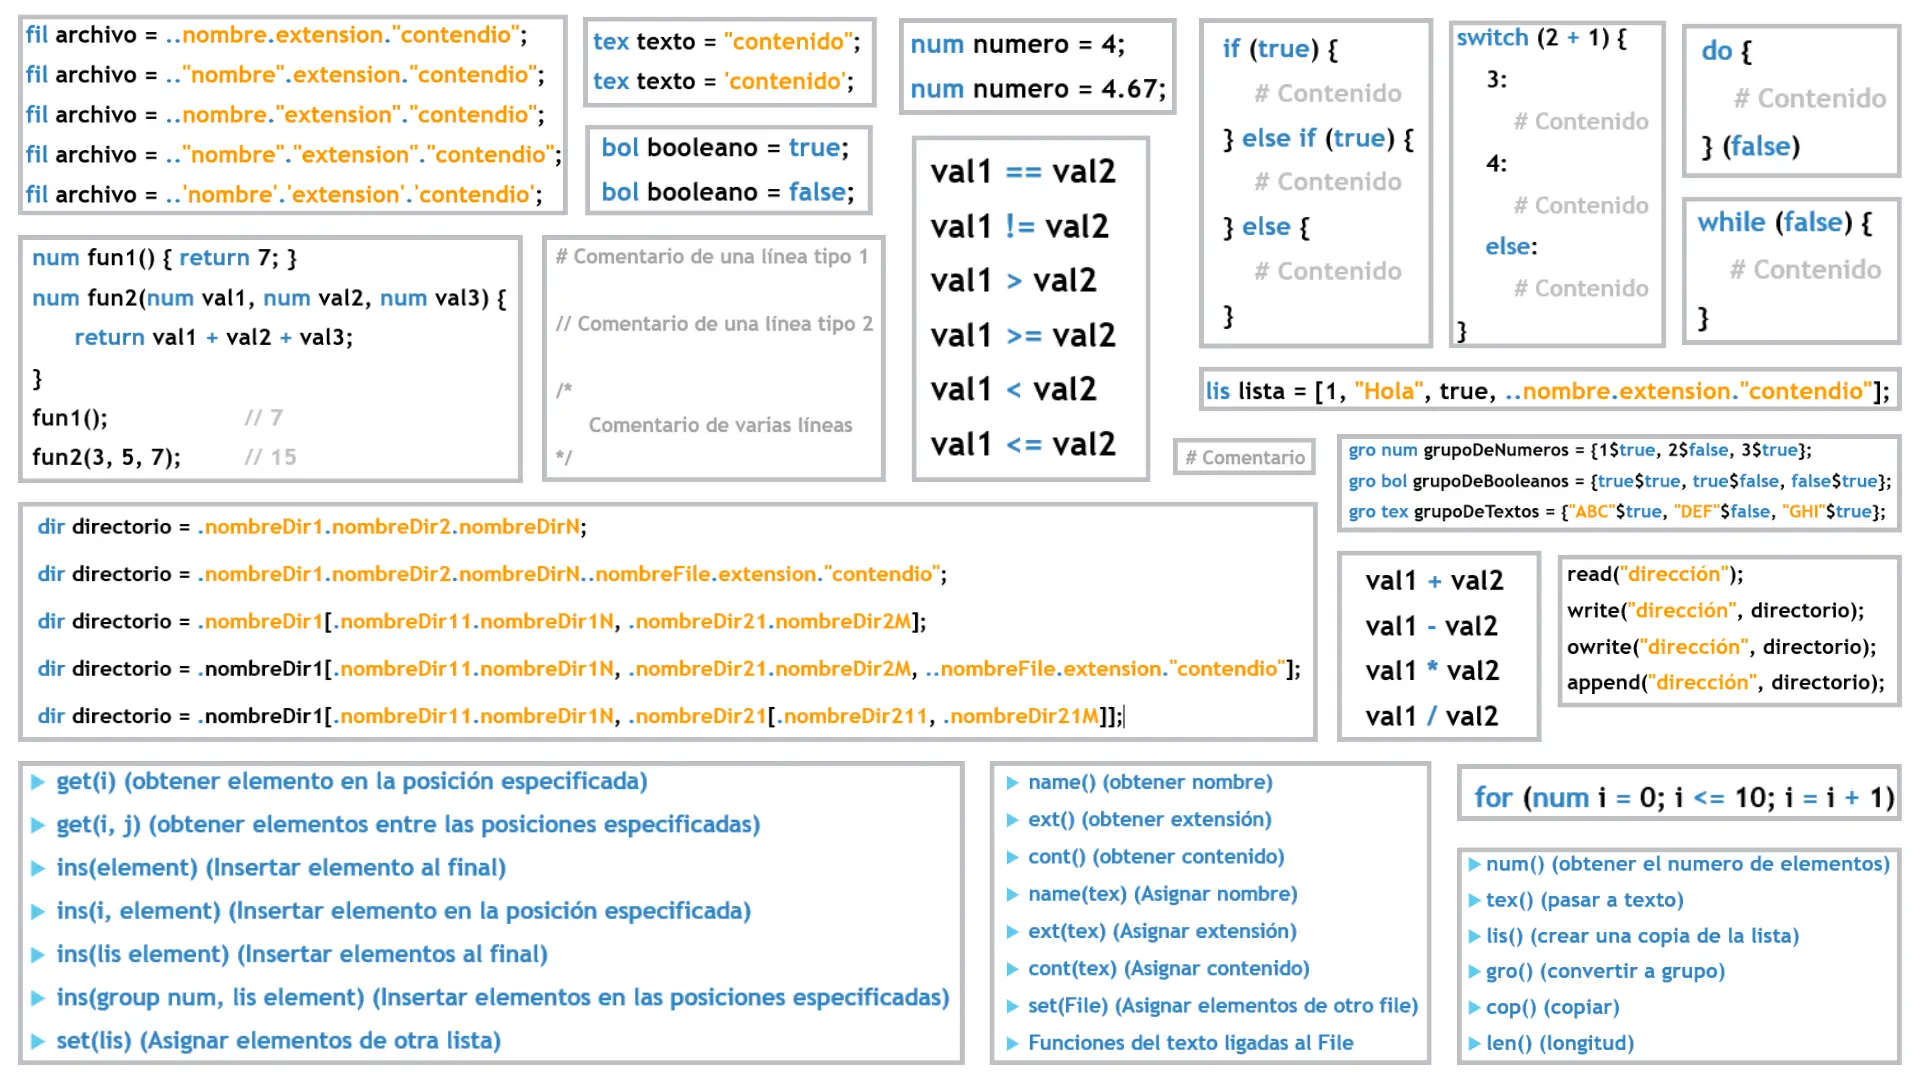 fil archivo = ..nombre.extension."contendio";
fil archivo = .."nombre".extension."contendio";
fil archivo = ..nombre."extension"."contendio";
fil archivo = .."nombre"."extension"."contendio";
fil archivo = ..'nombre'.'extension'.'contendio';
tex texto = "contenido";
tex texto = 'contenido';
bol booleano = true;
bol booleano = false;
num numero = 4;
num numero = 4.67;
if (true) {
# Contenido
} else if (true) {
# Contenido
} else {
# Contenido
}
switch (2 + 1) {
3:
# Contenido
4:
# Contenido
else:
# Contenido
}
do {
# Contenido
} (false)
while (false) {
# Contenido
}
num fun1() { return 7; }
num fun2(num val1, num val2, num val3) {
return val1 + val2 + val3;
}
fun1(); // 7
fun2(3, 5, 7); // 15
# Comentario de una línea tipo 1
// Comentario de una línea tipo 2
/*
Comentario de varias líneas
*/
val1 == val2
val1 != val2
val1 > val2
val1 >= val2
val1 < val2
val1 <= val2
lis lista = [1, "Hola", true, ..nombre.extension."contendio"];
# Comentario
gro num grupoDeNumeros = {1$true, 2$false, 3$true};
gro bol grupoDeBooleanos = {true$true, true$false, false$true};
gro tex grupoDeTextos = {"ABC"$true, "DEF"$false, "GHI"$true};
dir directorio = .nombreDir1.nombreDir2.nombreDirN;
dir directorio = .nombreDir1.nombreDir2.nombreDirN..nombreFile.extension."contendio";
dir directorio = .nombreDir1[.nombreDir11.nombreDir1N, .nombreDir21.nombreDir2M];
dir directorio = .nombreDir1[.nombreDir11.nombreDir1N, .nombreDir21.nombreDir2M, ..nombreFile.extension."contendio"];
dir directorio = .nombreDir1[.nombreDir11.nombreDir1N, .nombreDir21[.nombreDir211, .nombreDir21M]];
val1 + val2
val1 - val2
val1 * val2
val1 / val2
read("dirección");
write("dirección", directorio);
owrite("dirección", directorio);
append("dirección", directorio);
get(i) (obtener elemento en la posición especificada)
get(i, j) (obtener elementos entre las posiciones especificadas)
ins(element) (Insertar elemento al final)
ins(i, element) (Insertar elemento en la posición especificada)
ins(lis element) (Insertar elementos al final)
ins(group num, lis element) (Insertar elementos en las posiciones especificadas)
set(lis) (Asignar elementos de otra lista)
name() (obtener nombre)
ext() (obtener extensión)
cont() (obtener contenido)
name(tex) (Asignar nombre)
ext(tex) (Asignar extensión)
cont(tex) (Asignar contenido)
set(File) (Asignar elementos de otro file)
Funciones del texto ligadas al File
for (num i = 0; i <= 10; i = i + 1)
num() (obtener el numero de elementos)
tex() (pasar a texto)
lis() (crear una copia de la lista)
gro() (convertir a grupo)
cop() (copiar)
len() (longitud)